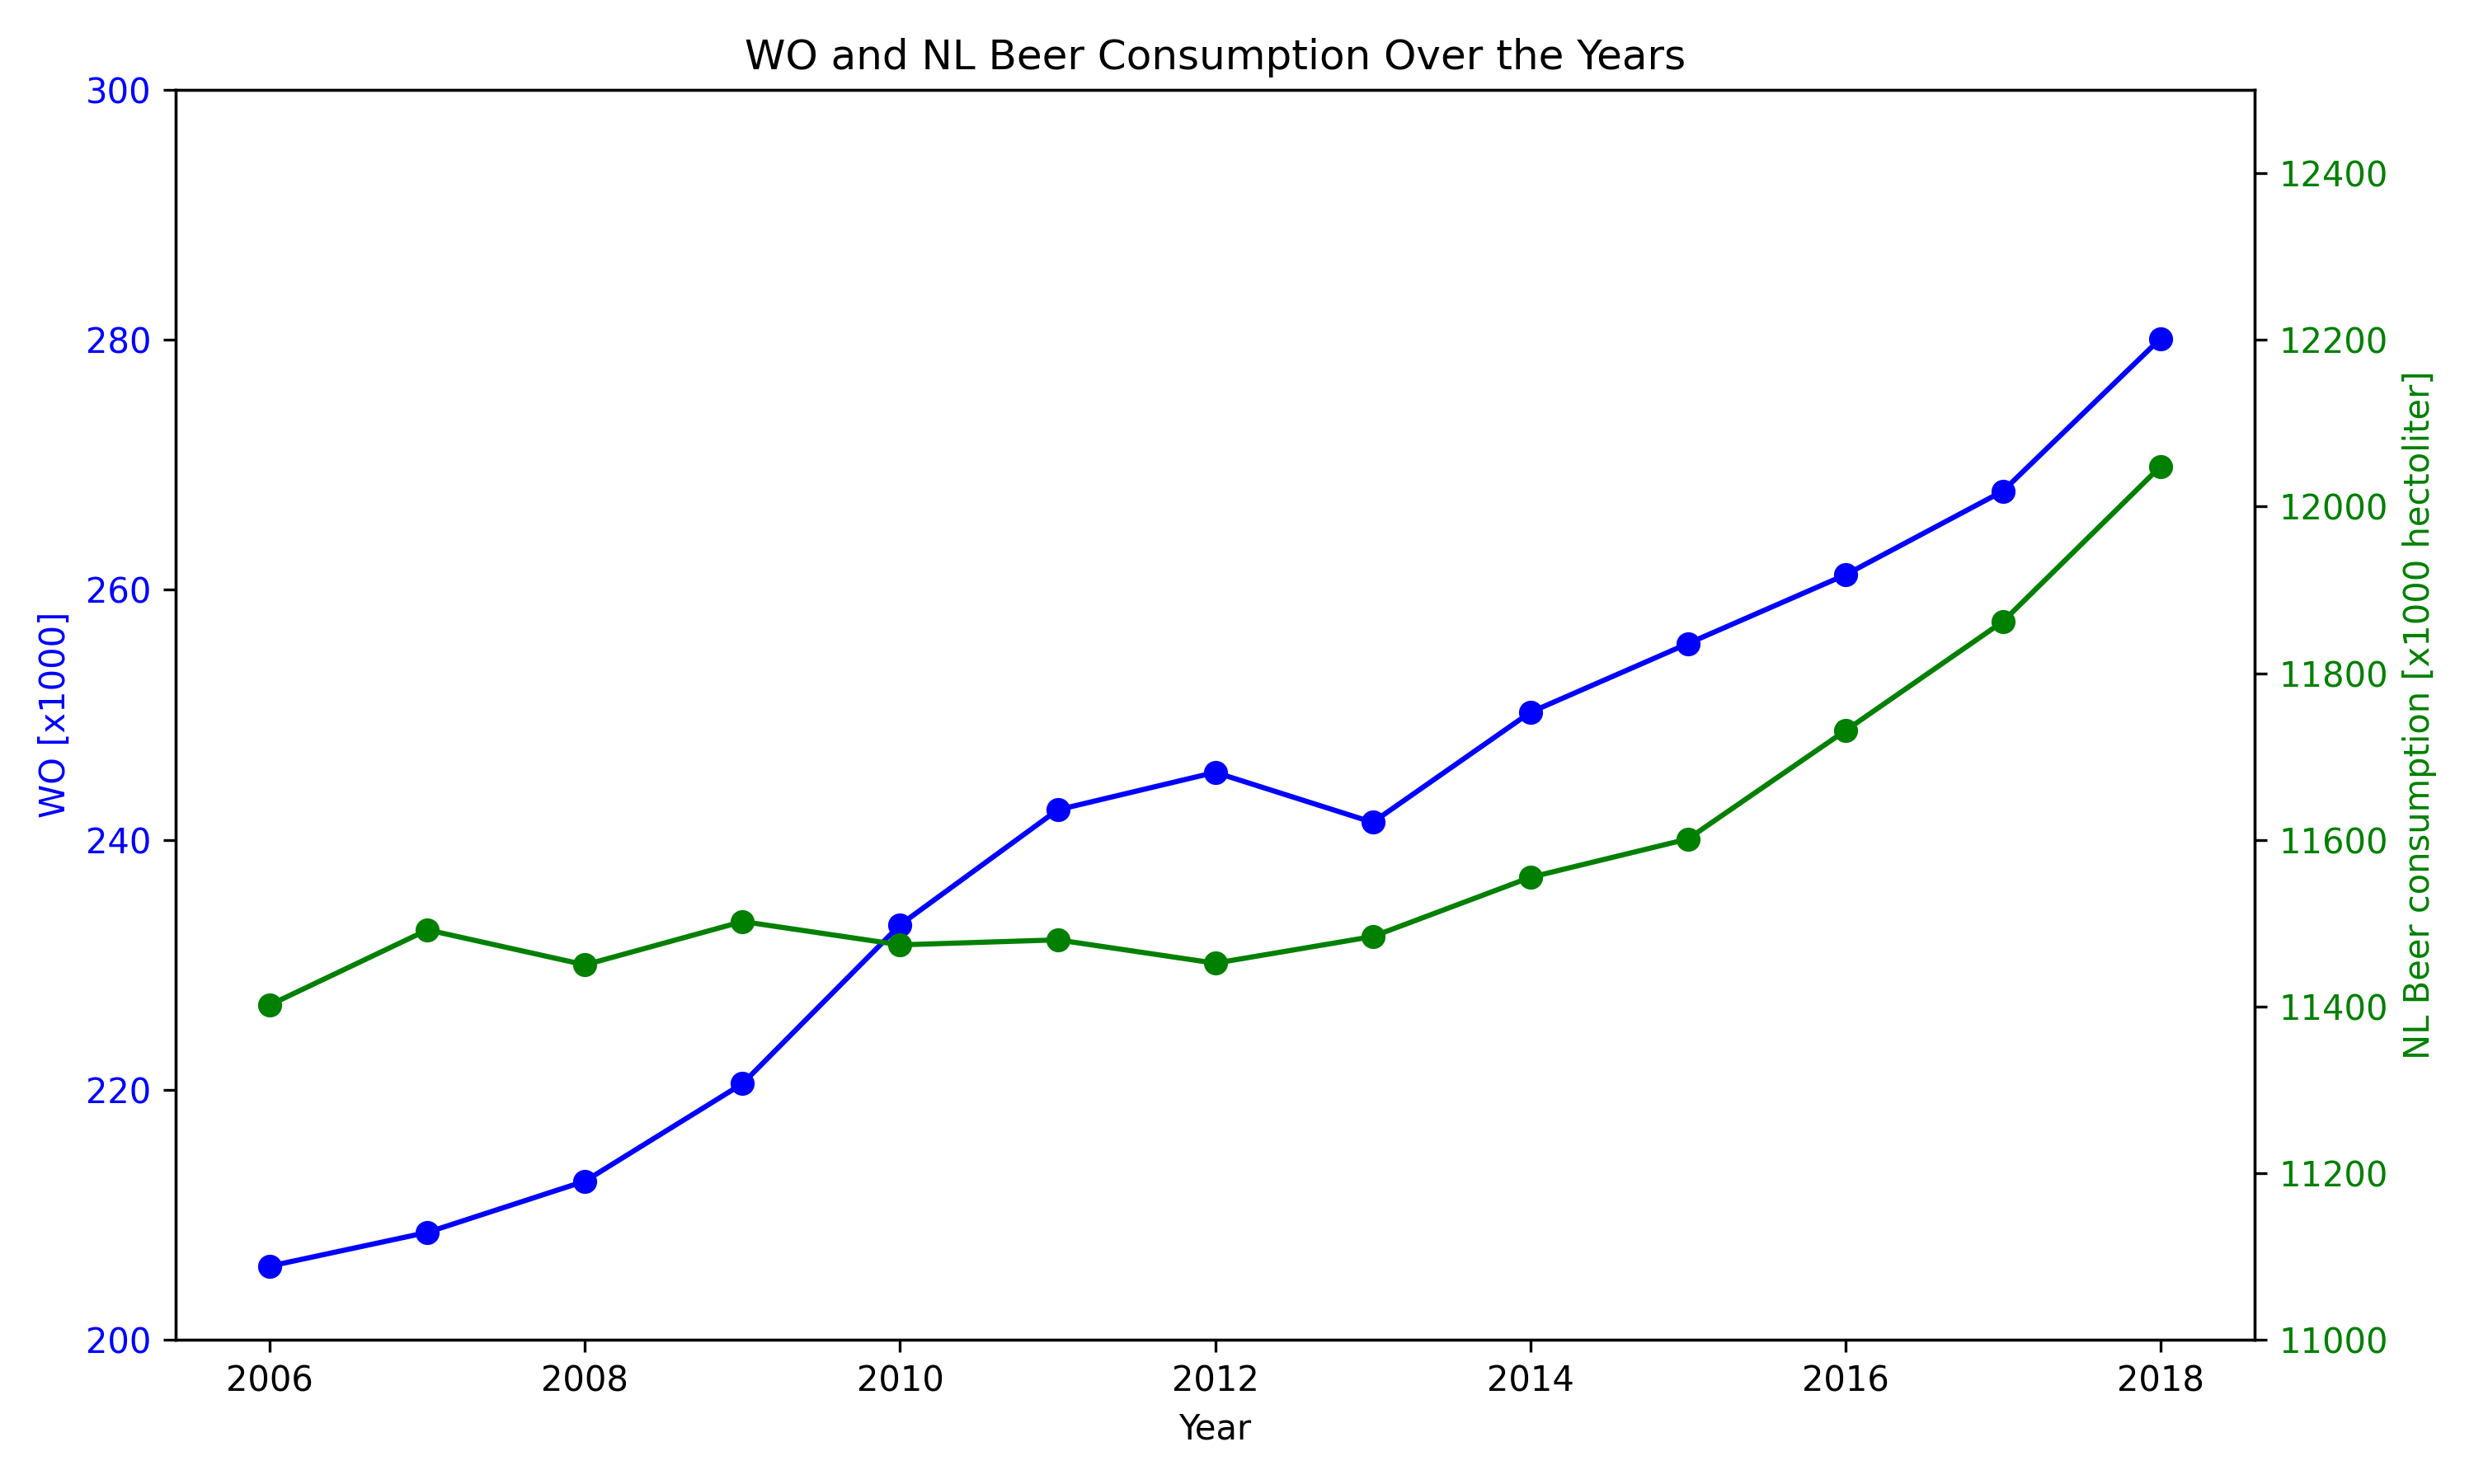 WO and NL Beer Consumption Over the Years
300
280
260
240
220
200
WO [x1000]
12400
12200
12000
11800
11600
11400
11200
11000
NL Beer consumption [x1000 hectoliter]
2006 2008 2010 2012 2014 2016 2018
Year